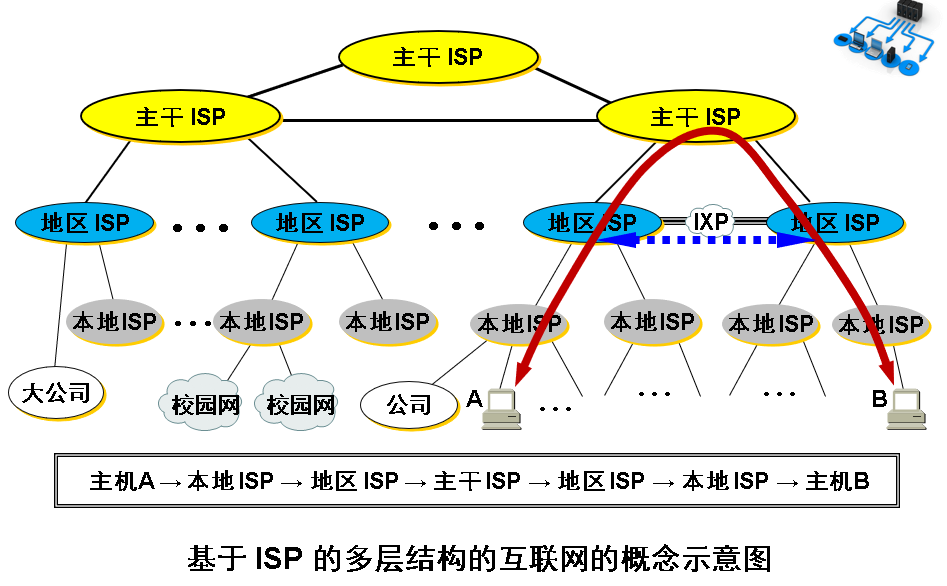 主干 ISP
主干 ISP
主干 ISP
地区 ISP
• • •
地区 ISP
• • •
地区 ISP
IXP
地区 ISP
本地ISP
• • •
本地ISP
本地ISP
本地ISP
本地ISP
本地ISP
本地ISP
大公司
校园网
校园网
公司
A
• • •
• • •
• • •
B
主机A → 本地 ISP → 地区 ISP → 主干 ISP → 地区 ISP → 本地 ISP → 主机B
基于 ISP 的多层结构的互联网的概念示意图